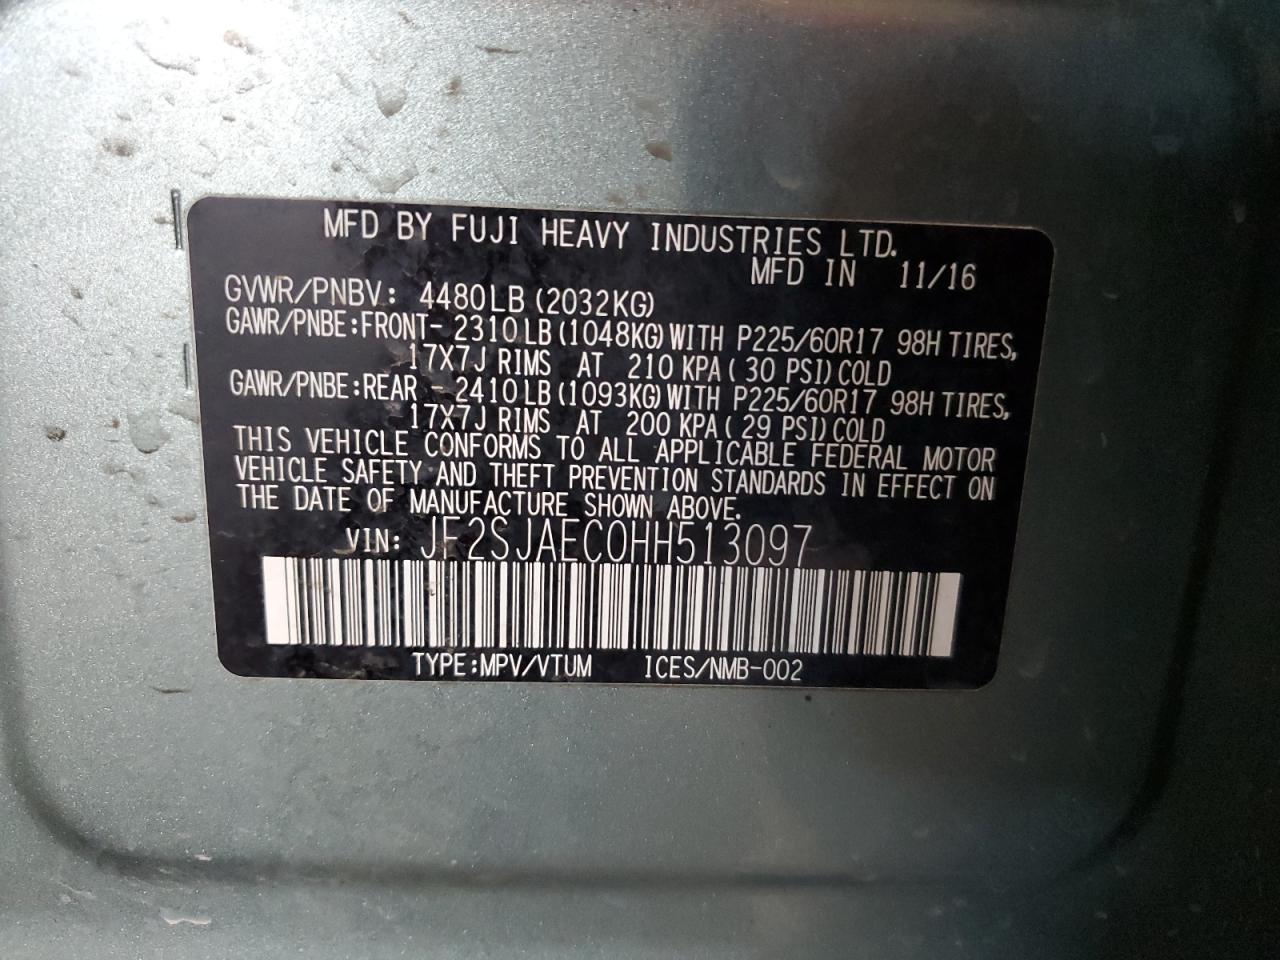 MFD BY FUJI HEAVY INDUSTRIES LTD.
MFD IN 11/16
GVWR/PNBV: 4480LB (2032KG)
GAWR/PNBE:FRONT- 2310LB(1048KG)WITH P225/60R17 98H TIRES,
17X7J RIMS AT 210 KPA( 30 PSI)COLD
GAWR/PNBE:REAR - 2410LB(1093KG)WITH P225/60R17 98H TIRES,
17X7J RIMS AT 200 KPA( 29 PSI)COLD
THIS VEHICLE CONFORMS TO ALL APPLICABLE FEDERAL MOTOR
VEHICLE SAFETY AND THEFT PREVENTION STANDARDS IN EFFECT ON
THE DATE OF MANUFACTURE SHOWN ABOVE.
VIN: JF2SJAEC0HH513097
TYPE:MPV/VTUM ICES/NMB-002